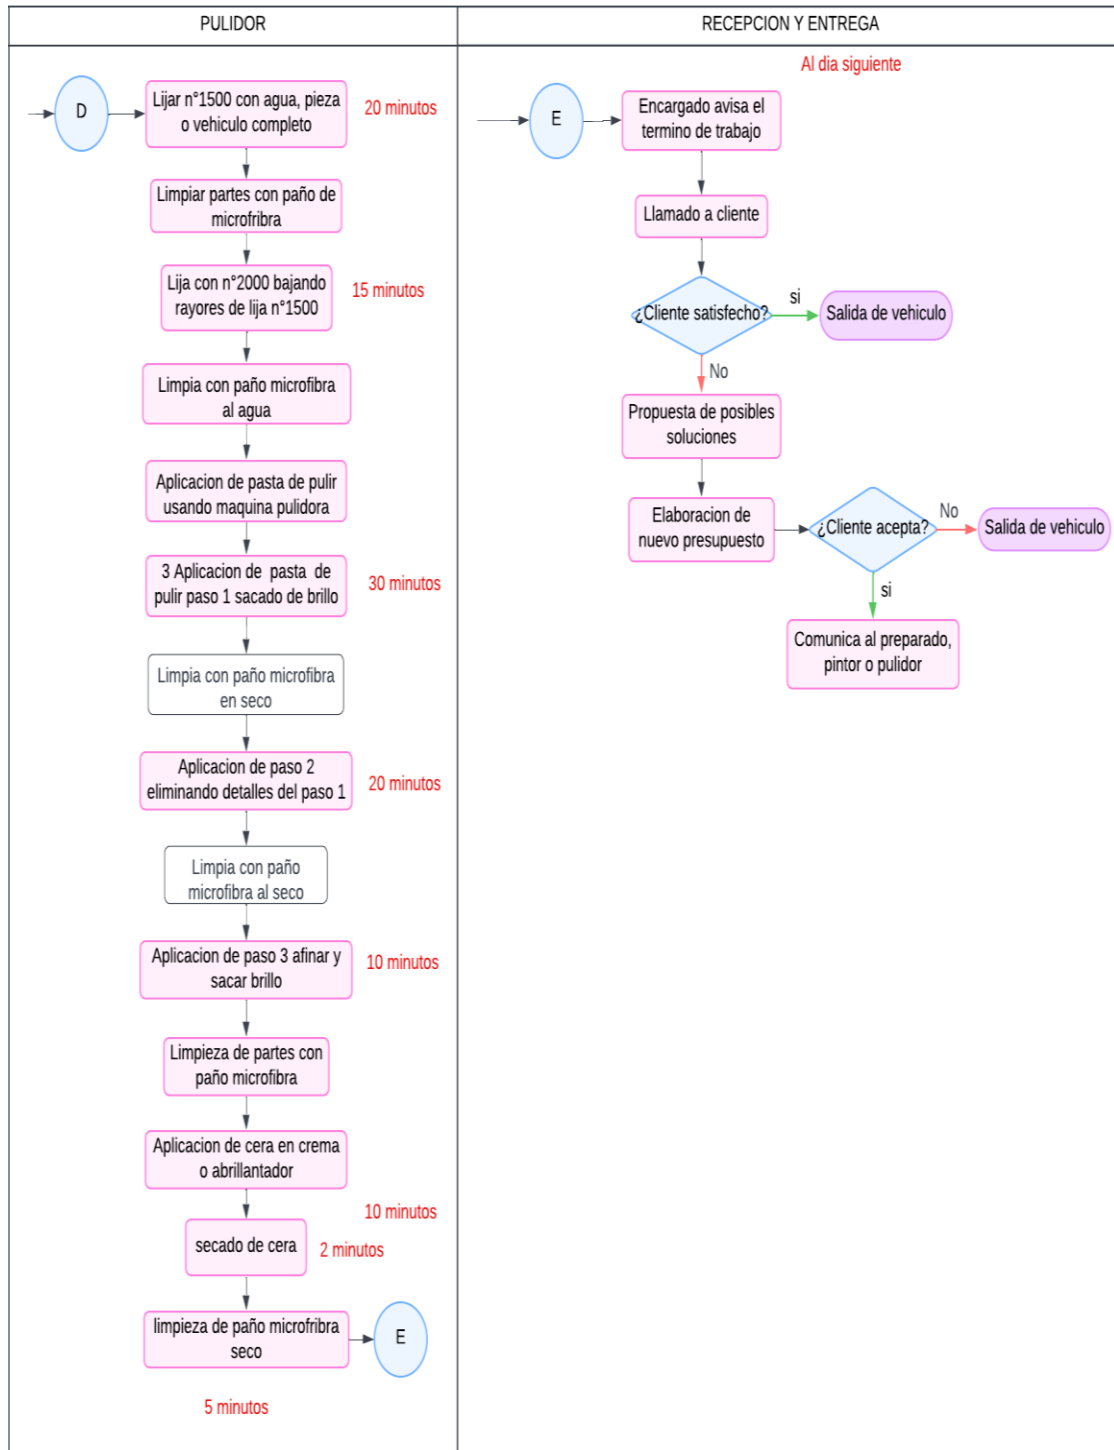 PULIDOR
D
Lijar n°1500 con agua, pieza
o vehiculo completo
20 minutos
Limpiar partes con paño de
microfribra
Lija con n°2000 bajando
rayores de lija n°1500
15 minutos
Limpia con paño microfibra
al agua
Aplicacion de pasta de pulir
usando maquina pulidora
3 Aplicacion de pasta de
pulir paso 1 sacado de brillo
30 minutos
Limpia con paño microfibra
en seco
Aplicacion de paso 2
eliminando detalles del paso 1
20 minutos
Limpia con paño
microfibra al seco
Aplicacion de paso 3 afinar y
sacar brillo
10 minutos
Limpieza de partes con
paño microfibra
Aplicacion de cera en crema
o abrillantador
10 minutos
secado de cera
2 minutos
limpieza de paño microfribra
seco
E
5 minutos
RECEPCION Y ENTREGA
Al dia siguiente
E
Encargado avisa el
termino de trabajo
Llamado a cliente
¿Cliente satisfecho?
si
Salida de vehiculo
No
Propuesta de posibles
soluciones
Elaboracion de
nuevo presupuesto
¿Cliente acepta?
No
Salida de vehiculo
si
Comunica al preparado,
pintor o pulidor